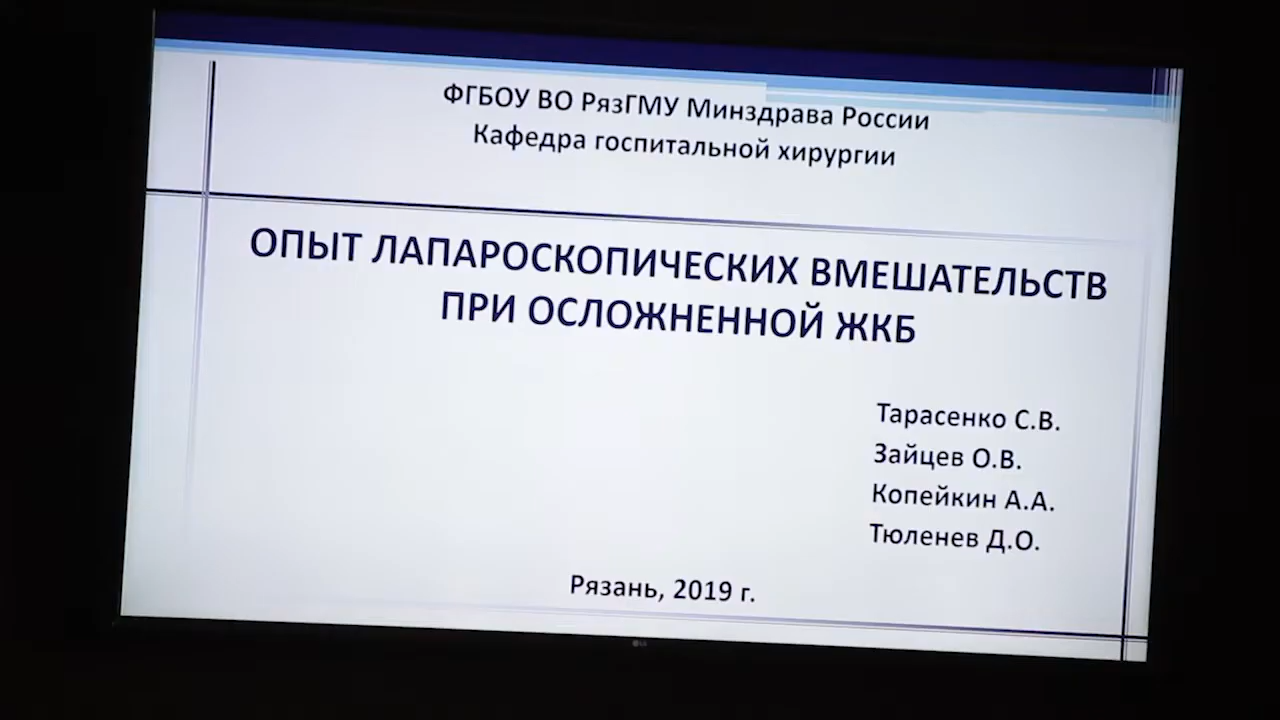 ФГБОУ ВО РязГМУ Минздрава России
Кафедра госпитальной хирургии
ОПЫТ ЛАПАРОСКОПИЧЕСКИХ ВМЕШАТЕЛЬСТВ
ПРИ ОСЛОЖНЕННОЙ ЖКБ
Тарасенко С.В.
Зайцев О.В.
Копейкин А.А.
Тюленев Д.О.
Рязань, 2019 г.
LG